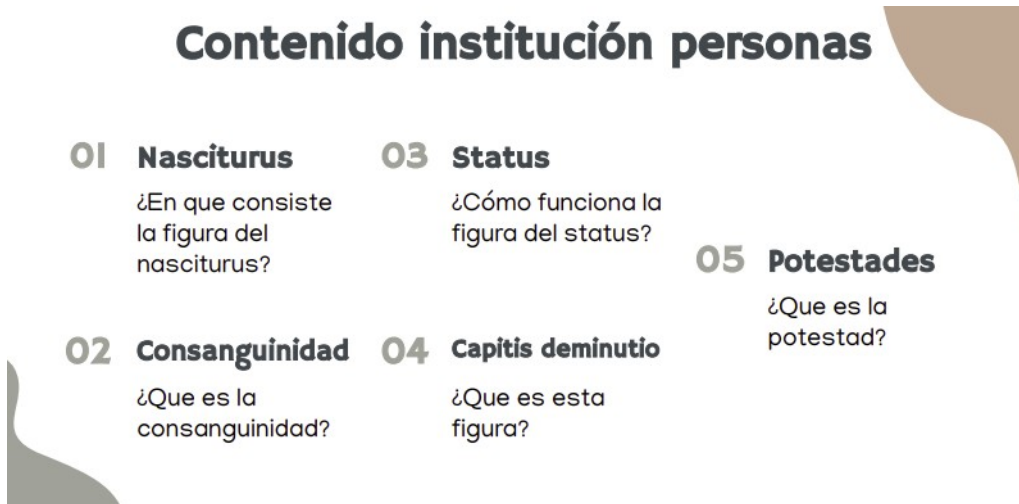 Contenido institución personas
01 Nasciturus
¿En que consiste
la figura del
nasciturus?
02 Consanguinidad
¿Que es la
consanguinidad?
03 Status
¿Cómo funciona la
figura del status?
04 Capitis deminutio
¿Que es esta
figura?
05 Potestades
¿Que es la
potestad?